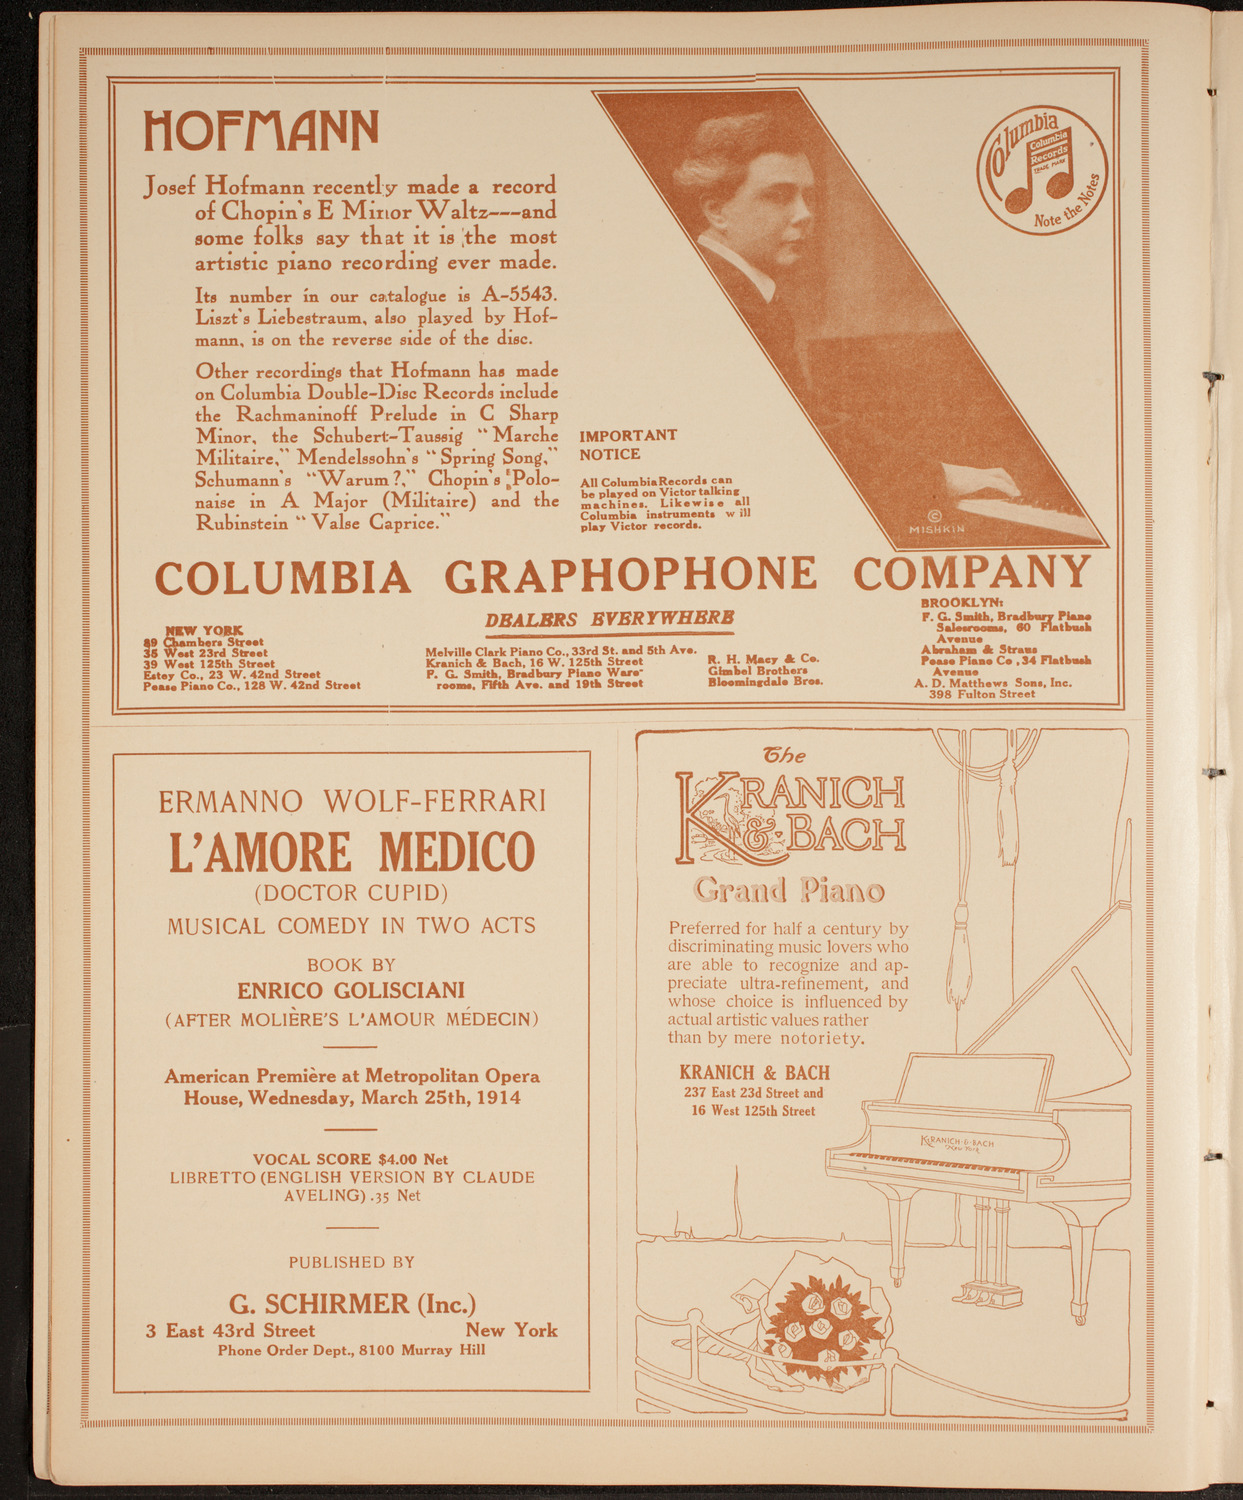 HOFMANN
Josef Hofmann recently made a record
of Chopin's E Minor Waltz---and
some folks say that it is the most
artistic piano recording ever made.
Its number in our catalogue is A-5543.
Liszt's Liebestraum, also played by Hof-
mann, is on the reverse side of the disc.
Other recordings that Hofmann has made
on Columbia Double-Disc Records include
the Rachmaninoff Prelude in C Sharp
Minor, the Schubert-Taussig "Marche
Militaire," Mendelssohn's "Spring Song,"
Schumann's "Warum?," Chopin's Polo-
naise in A Major (Militaire) and the
Rubinstein "Valse Caprice."
IMPORTANT
NOTICE
All Columbia Records can
be played on Victor talking
machines. Likewise all
Columbia instruments will
play Victor records.
© MISHKIN
Columbia
Columbia
Records
TRADE MARK
Note the Notes
COLUMBIA GRAPHOPHONE COMPANY
DEALERS EVERYWHERE
NEW YORK
89 Chambers Street
35 West 23rd Street
39 West 125th Street
Estey Co., 23 W. 42nd Street
Pease Piano Co., 128 W. 42nd Street
Melville Clark Piano Co., 33rd St. and 5th Ave.
Kranich & Bach, 16 W. 125th Street
F. G. Smith, Bradbury Piano Ware-
rooms, Fifth Ave. and 19th Street
R. H. Macy & Co.
Gimbel Brothers
Bloomingdale Bros.
BROOKLYN:
F. G. Smith, Bradbury Piano
Salesrooms, 60 Flatbush
Avenue
Abraham & Straus
Pease Piano Co., 34 Flatbush
Avenue
A. D. Matthews Sons, Inc.
398 Fulton Street
ERMANNO WOLF-FERRARI
L'AMORE MEDICO
(DOCTOR CUPID)
MUSICAL COMEDY IN TWO ACTS
BOOK BY
ENRICO GOLISCIANI
(AFTER MOLIÈRE'S L'AMOUR MÉDECIN)
American Première at Metropolitan Opera
House, Wednesday, March 25th, 1914
VOCAL SCORE $4.00 Net
LIBRETTO (ENGLISH VERSION BY CLAUDE
AVELING) .35 Net
PUBLISHED BY
G. SCHIRMER (Inc.)
3 East 43rd Street New York
Phone Order Dept., 8100 Murray Hill
The
KRANICH
& BACH
Grand Piano
Preferred for half a century by
discriminating music lovers who
are able to recognize and ap-
preciate ultra-refinement, and
whose choice is influenced by
actual artistic values rather
than by mere notoriety.
KRANICH & BACH
237 East 23d Street and
16 West 125th Street
KRANICH & BACH
New York